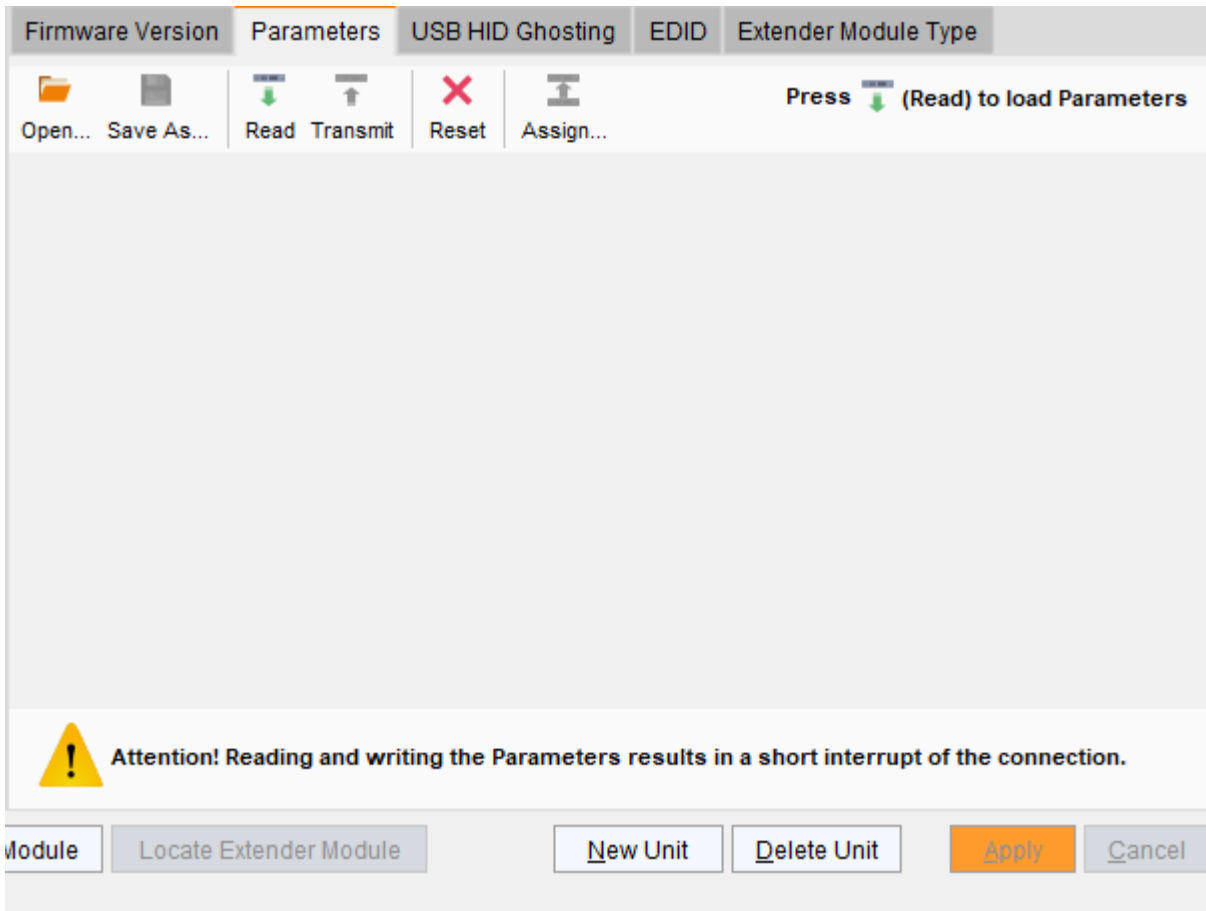 Firmware Version Parameters USB HID Ghosting EDID Extender Module Type
Open... Save As... Read Transmit Reset Assign...
Press (Read) to load Parameters
Attention! Reading and writing the Parameters results in a short interrupt of the connection.
Module Locate Extender Module New Unit Delete Unit Apply Cancel